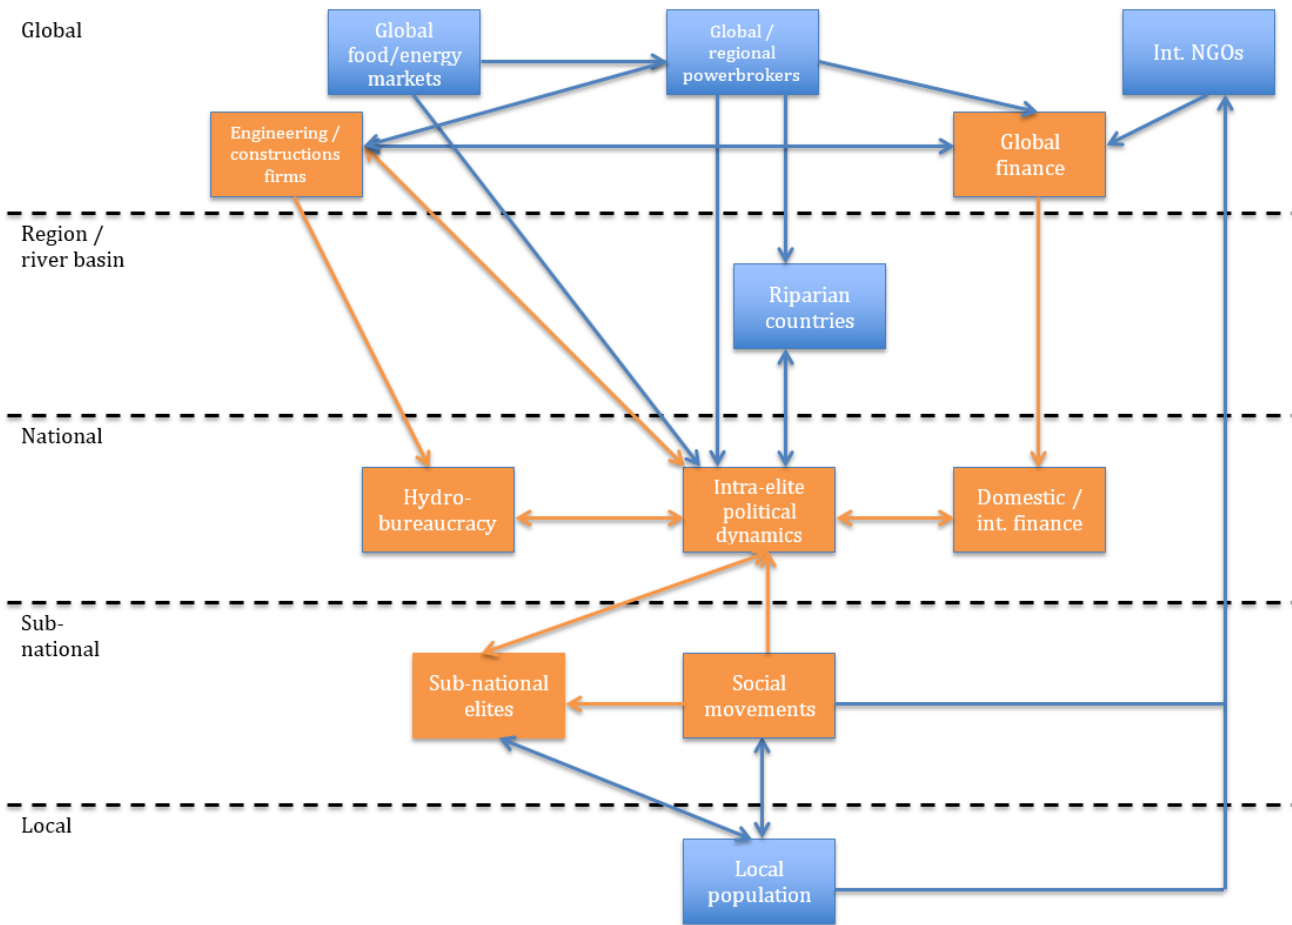 Global
Global
food/energy
markets
Global /
regional
powerbrokers
Int. NGOs
Engineering /
constructions
firms
Global
finance
Region /
river basin
Riparian
countries
National
Hydro-
bureaucracy
Intra-elite
political
dynamics
Domestic /
int. finance
Sub-
national
Sub-national
elites
Social
movements
Local
Local
population